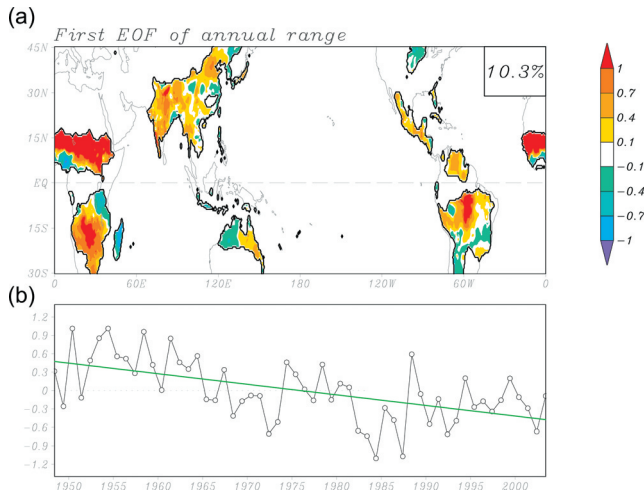 (a)
First EOF of annual range
45N
30N
15N
EQ
15S
30S
0 60E 120E 180 120W 60W 0
10.3%
1
0.7
0.4
0.1
-0.1
-0.4
-0.7
-1
(b)
1.2
0.9
0.6
0.3
0
-0.3
-0.6
-0.9
-1.2
1950 1955 1960 1965 1970 1975 1980 1985 1990 1995 2000